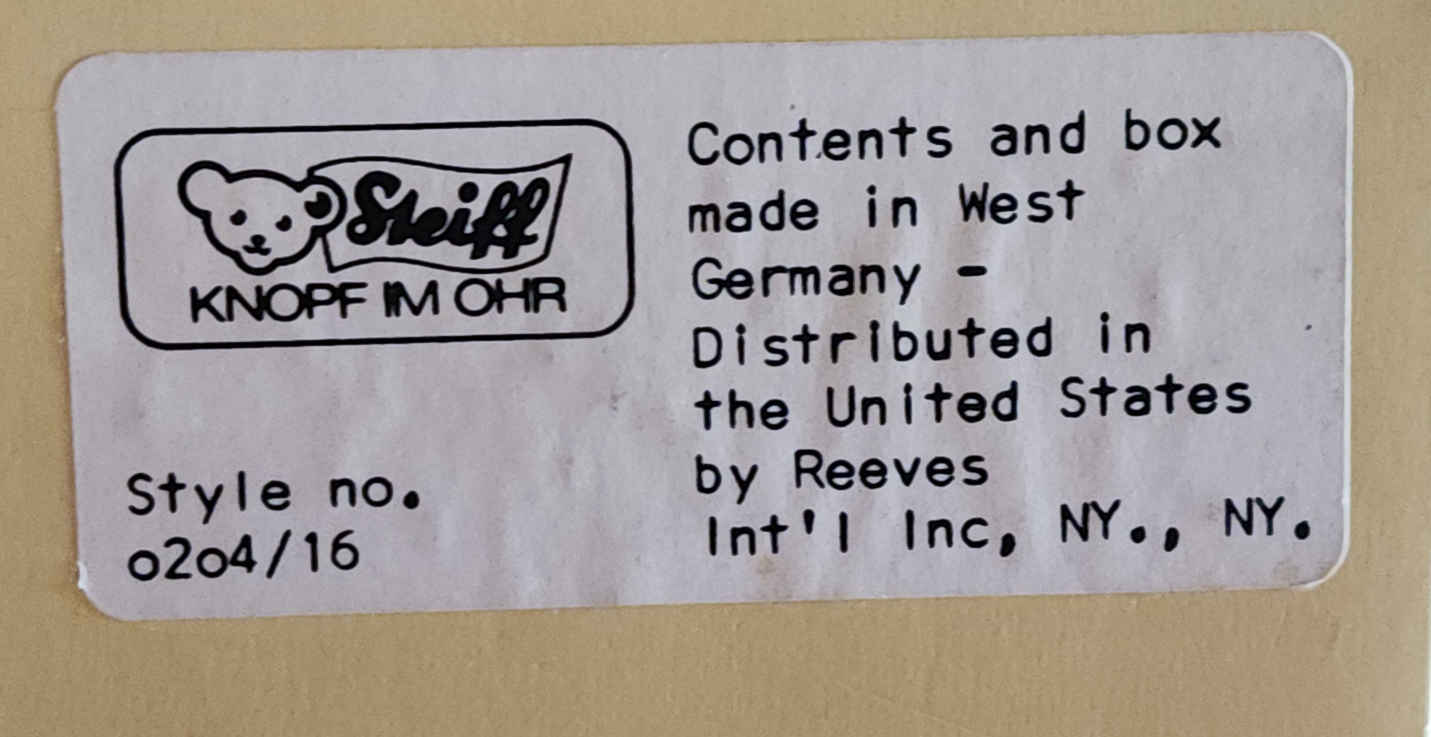 Steiff
KNOPF IM OHR
Style no.
0204/16
Contents and box
made in West
Germany -
Distributed in
the United States
by Reeves
Int'l Inc, NY., NY.